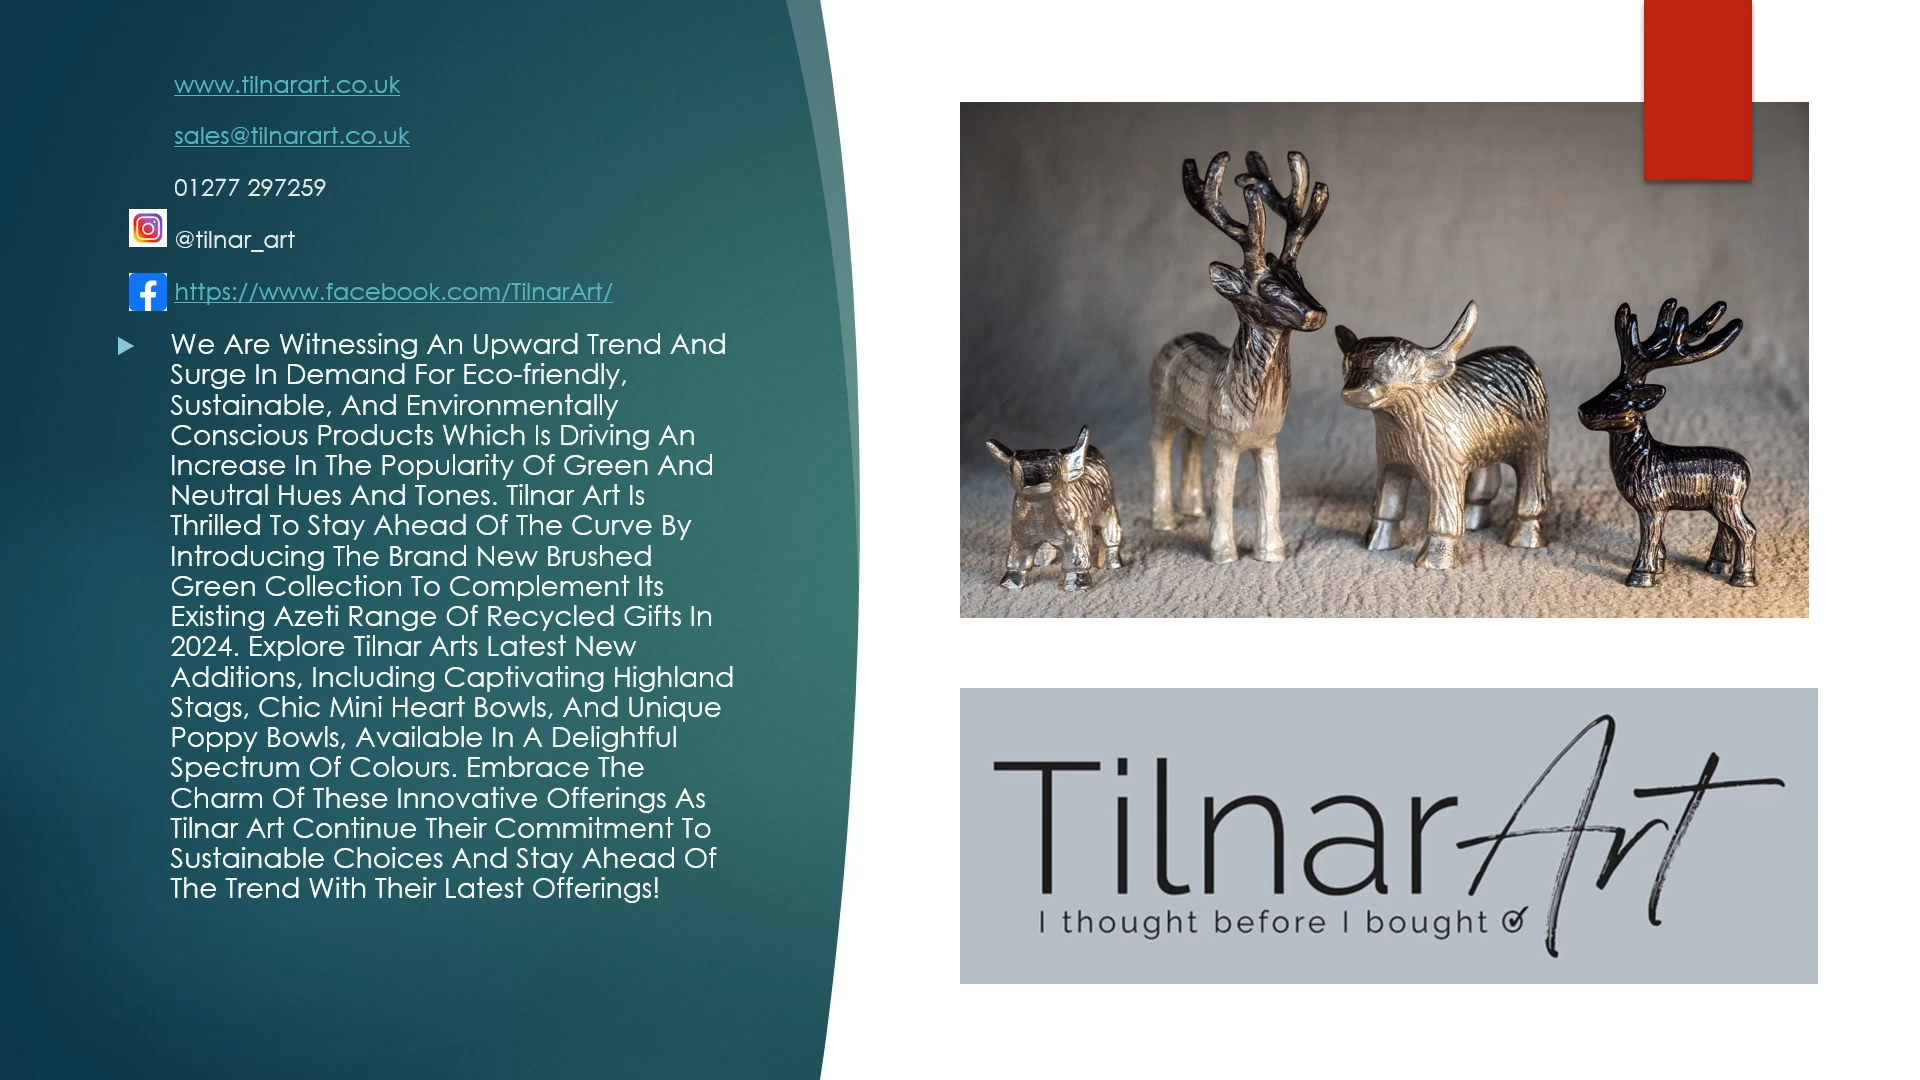 www.tilnarart.co.uk
sales@tilnarart.co.uk
01277 297259
@tilnar_art
https://www.facebook.com/TilnarArt/
We Are Witnessing An Upward Trend And
Surge In Demand For Eco-friendly,
Sustainable, And Environmentally
Conscious Products Which Is Driving An
Increase In The Popularity Of Green And
Neutral Hues And Tones. Tilnar Art Is
Thrilled To Stay Ahead Of The Curve By
Introducing The Brand New Brushed
Green Collection To Complement Its
Existing Azeti Range Of Recycled Gifts In
2024. Explore Tilnar Arts Latest New
Additions, Including Captivating Highland
Stags, Chic Mini Heart Bowls, And Unique
Poppy Bowls, Available In A Delightful
Spectrum Of Colours. Embrace The
Charm Of These Innovative Offerings As
Tilnar Art Continue Their Commitment To
Sustainable Choices And Stay Ahead Of
The Trend With Their Latest Offerings!
Tilnar Art
I thought before I bought